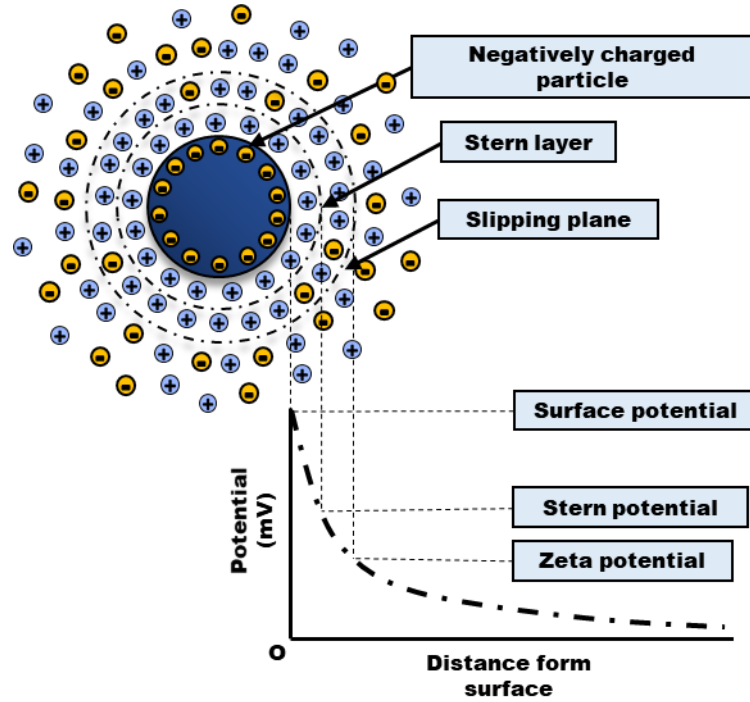 Negatively charged
particle
Stern layer
Slipping plane
Surface potential
Stern potential
Zeta potential
Potential
(mV)
O
Distance form
surface